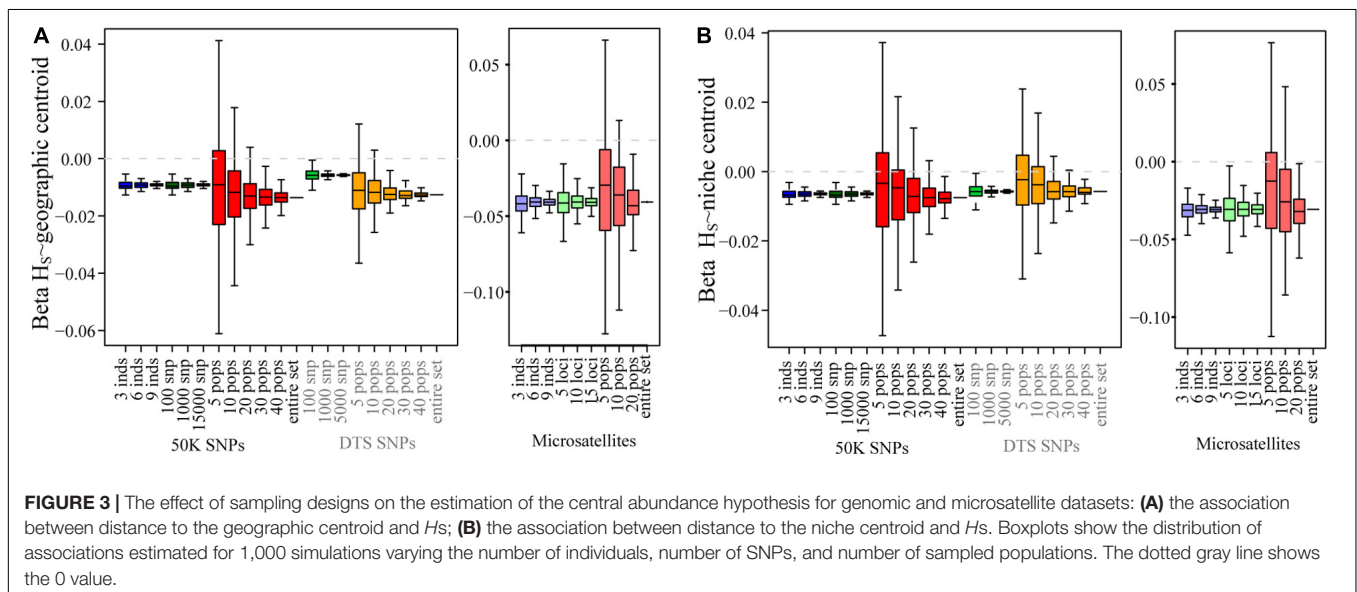 A
Beta Hs~geographic centroid
0.04
0.02
0.00
−0.02
−0.04
−0.06
3 inds
6 inds
9 inds
100 snp
1000 snp
15000 snp
5 pops
10 pops
20 pops
30 pops
40 pops
entire set
100 snp
1000 snp
5000 snp
5 pops
10 pops
20 pops
30 pops
40 pops
entire set
50K SNPs
DTS SNPs
0.05
0.00
−0.05
−0.10
3 inds
6 inds
9 inds
5 loci
10 loci
15 loci
5 pops
10 pops
20 pops
entire set
Microsatellites
B
Beta Hs~niche centroid
0.04
0.02
0.00
−0.02
−0.04
3 inds
6 inds
9 inds
100 snp
1000 snp
15000 snp
5 pops
10 pops
20 pops
30 pops
40 pops
entire set
100 snp
1000 snp
5000 snp
5 pops
10 pops
20 pops
30 pops
40 pops
entire set
50K SNPs
DTS SNPs
0.05
0.00
−0.05
−0.10
3 inds
6 inds
9 inds
5 loci
10 loci
15 loci
5 pops
10 pops
20 pops
entire set
Microsatellites
FIGURE 3 | The effect of sampling designs on the estimation of the central abundance hypothesis for genomic and microsatellite datasets: (A) the association
between distance to the geographic centroid and Hs; (B) the association between distance to the niche centroid and Hs. Boxplots show the distribution of
associations estimated for 1,000 simulations varying the number of individuals, number of SNPs, and number of sampled populations. The dotted gray line shows
the 0 value.